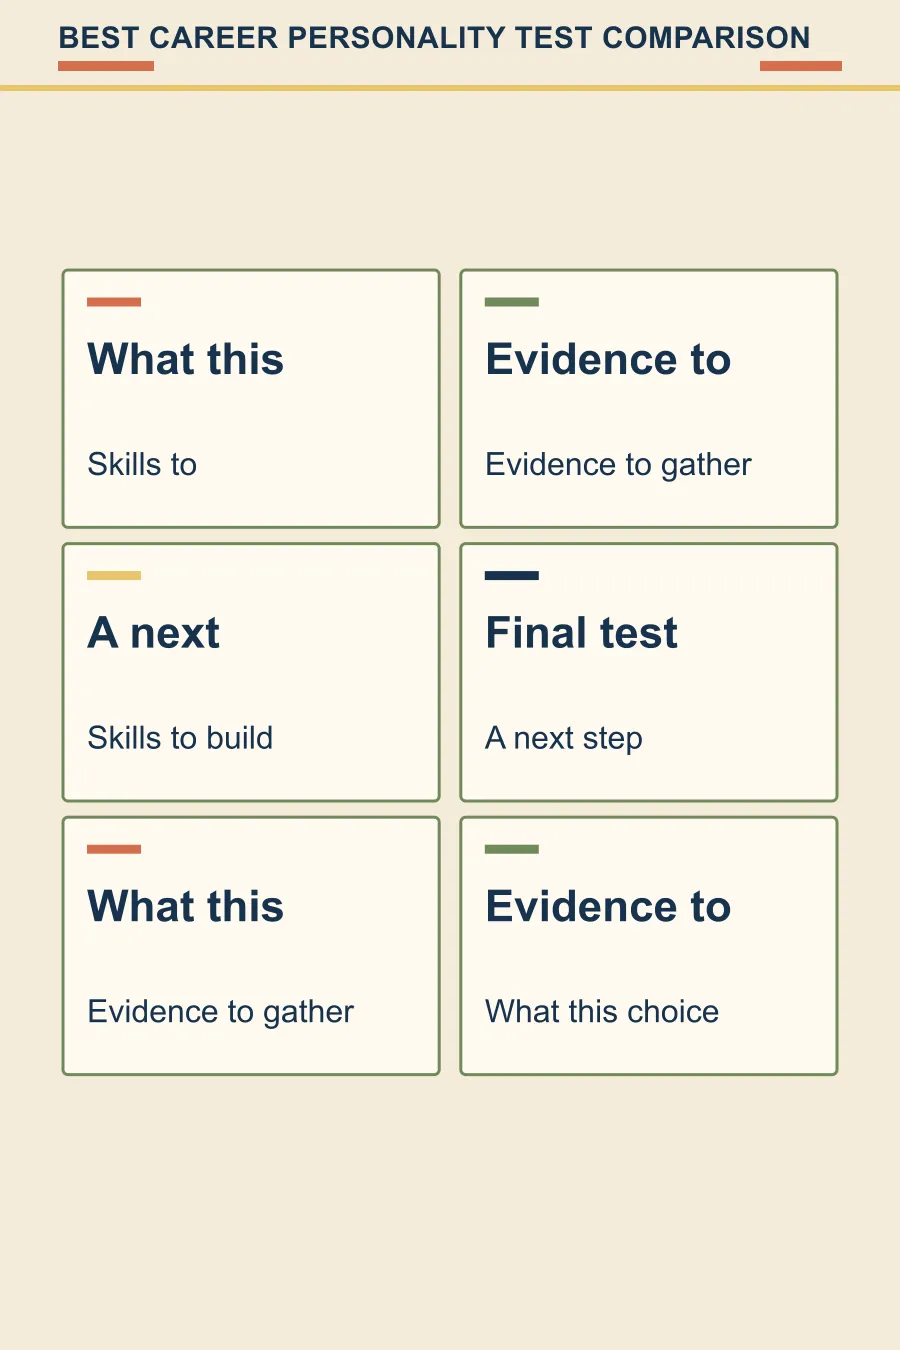 BEST CAREER PERSONALITY TEST COMPARISON
What this
Skills to
Evidence to
Evidence to gather
A next
Skills to build
Final test
A next step
What this
Evidence to gather
Evidence to
What this choice